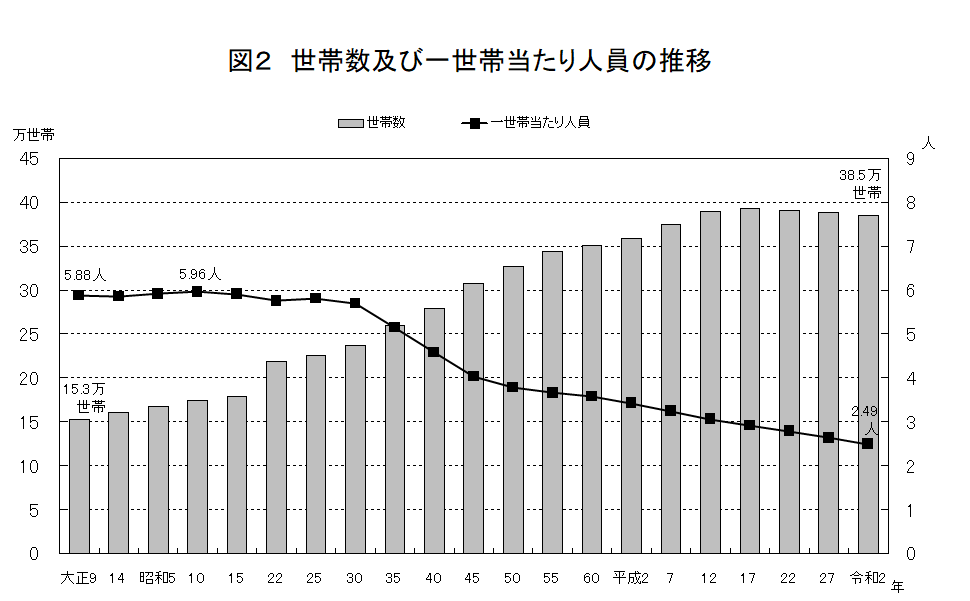 図２　世帯数及び一世帯当たり人員の推移
世帯数　一世帯当たり人員
万世帯
人
45
40
35
30
25
20
15
10
5
0
9
8
7
6
5
4
3
2
1
0
38.5万
世帯
5.88人
5.96人
15.3万
世帯
2.49
人
大正9 14 昭和5 10 15 22 25 30 35 40 45 50 55 60 平成2 7 12 17 22 27 令和2 年